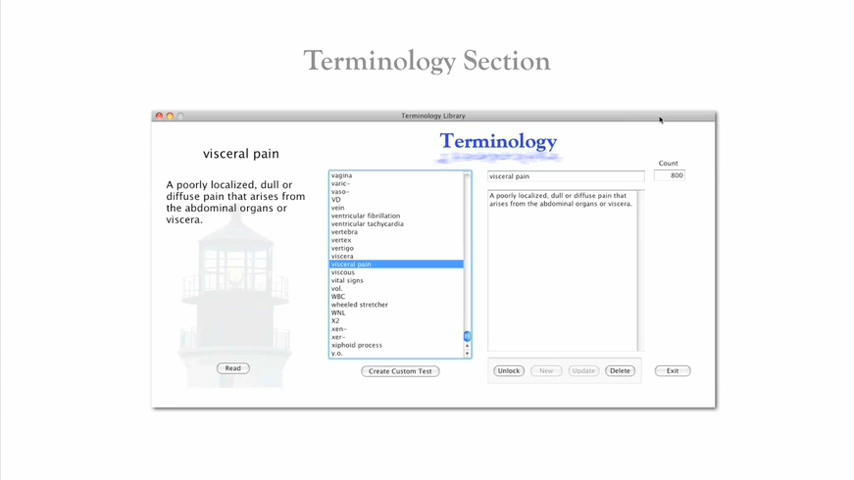 Terminology Section
Terminology Library
Terminology
visceral pain
A poorly localized, dull or
diffuse pain that arises from
the abdominal organs or
viscera.
Read
vagina
varic-
vaso-
VD
vein
ventricular fibrillation
ventricular tachycardia
vertebra
vertex
vertigo
viscera
visceral pain
viscous
vital signs
vol.
WBC
wheeled stretcher
WNL
X2
xen-
xer-
xiphoid process
y.o.
Create Custom Test
Count
visceral pain
800
A poorly localized, dull or diffuse pain that
arises from the abdominal organs or viscera.
Unlock
New
Update
Delete
Exit